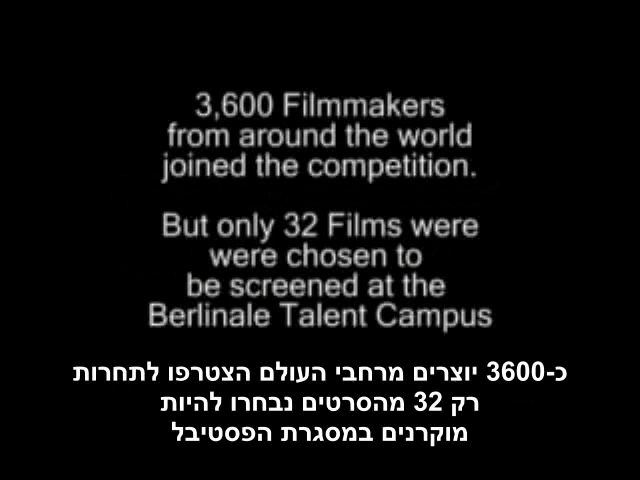 3,600 Filmmakers
from around the world
joined the competition.
But only 32 Films were
were chosen to
be screened at the
Berlinale Talent Campus
כ-3600 יוצרים מרחבי העולם הצטרפו לתחרות
רק 32 מהסרטים נבחרו להיות
מוקרנים במסגרת הפסטיבל